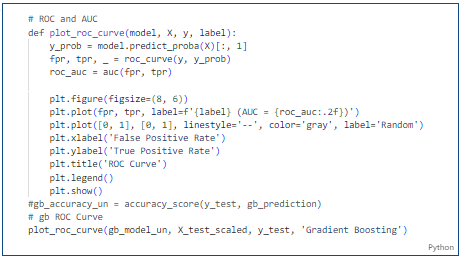 # ROC and AUC
def plot_roc_curve(model, X, y, label):
    y_prob = model.predict_proba(X)[:, 1]
    fpr, tpr, _ = roc_curve(y, y_prob)
    roc_auc = auc(fpr, tpr)

    plt.figure(figsize=(8, 6))
    plt.plot(fpr, tpr, label=f'{label} (AUC = {roc_auc:.2f})')
    plt.plot([0, 1], [0, 1], linestyle='--', color='gray', label='Random')
    plt.xlabel('False Positive Rate')
    plt.ylabel('True Positive Rate')
    plt.title('ROC Curve')
    plt.legend()
    plt.show()
#gb_accuracy_un = accuracy_score(y_test, gb_prediction)
# gb ROC Curve
plot_roc_curve(gb_model_un, X_test_scaled, y_test, 'Gradient Boosting')
Python